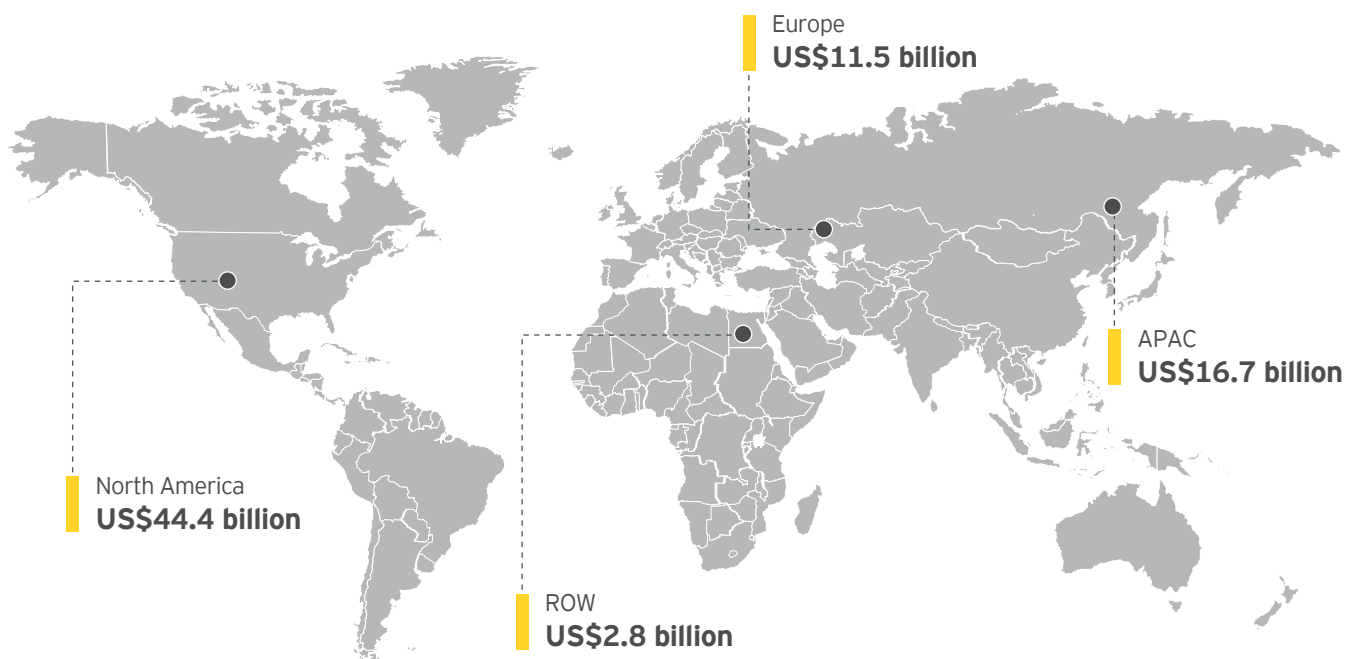 Europe
US$11.5 billion
APAC
US$16.7 billion
North America
US$44.4 billion
ROW
US$2.8 billion